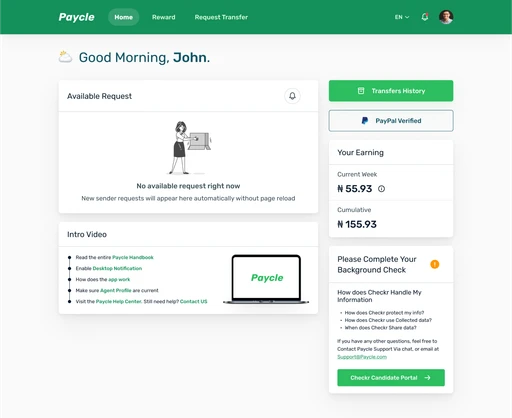 Paycle
Home
Reward
Request Transfer
EN
Good Morning, John.
Available Request
No available request right now
New sender requests will appear here automatically without page reload
Intro Video
Read the entire Paycle Handbook
Enable Desktop Notification
How does the app work
Make sure Agent Profile are current
Visit the Paycle Help Center. Still need help? Contact US
Paycle
Transfers History
PayPal Verified
Your Earning
Current Week
₦ 55.93
Cumulative
₦ 155.93
Please Complete Your
Background Check
How does Checkr Handle My
Information
How does Checkr protect my info?
How does Checkr use Collected data?
When does Checkr Share data?
If you have any other questions, feel free to
Contact Paycle Support Via chat, or email at
Support@Paycle.com
Checkr Candidate Portal